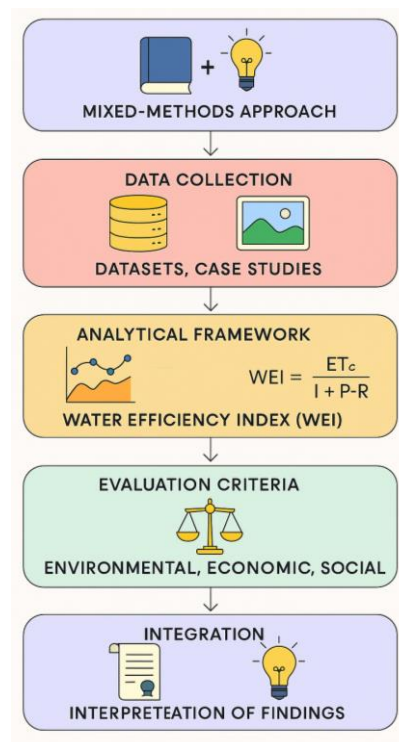 +
MIXED-METHODS APPROACH
DATA COLLECTION
DATASETS, CASE STUDIES
ANALYTICAL FRAMEWORK
WEI = ETc / I + P-R
WATER EFFICIENCY INDEX (WEI)
EVALUATION CRITERIA
ENVIRONMENTAL, ECONOMIC, SOCIAL
INTEGRATION
INTERPRETEATION OF FINDINGS